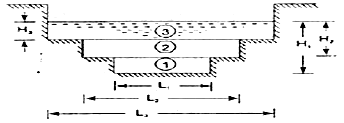 H₃
③
②
①
H₁
H₂
L₁
L₂
L₃